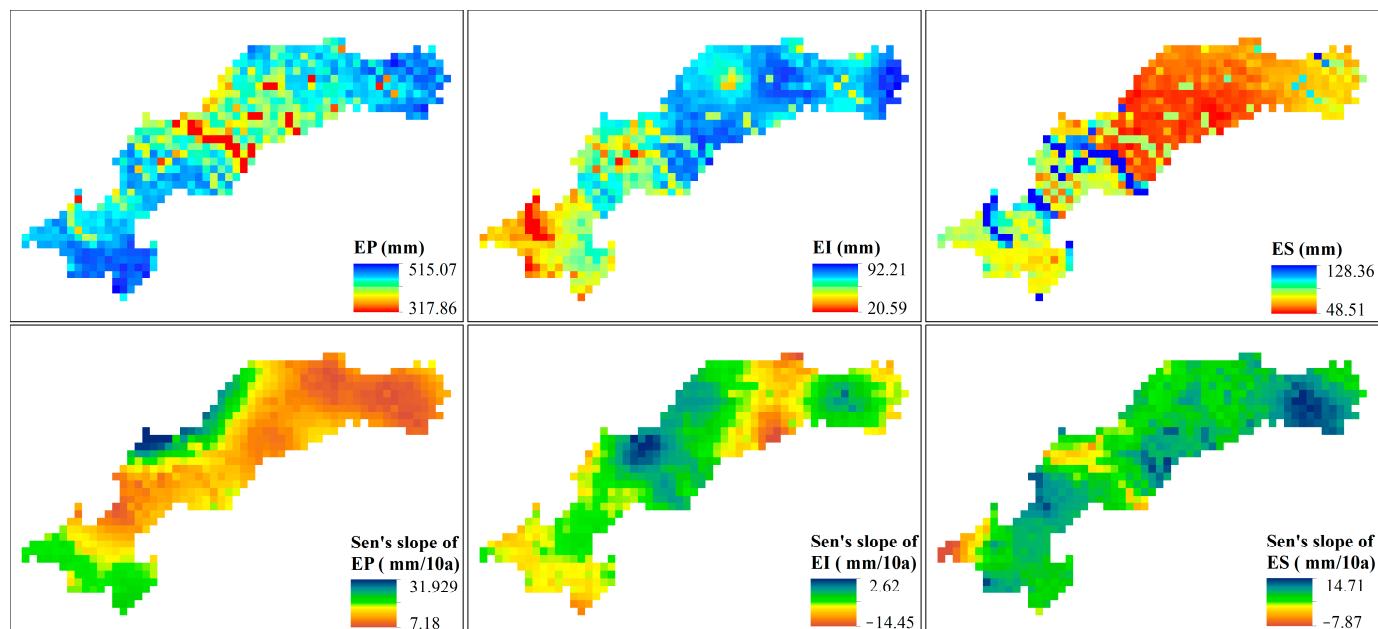 EP (mm)
515.07
317.86
EI (mm)
92.21
20.59
ES (mm)
128.36
48.51
Sen's slope of
EP ( mm/10a)
31.929
7.18
Sen's slope of
EI ( mm/10a)
2.62
−14.45
Sen's slope of
ES ( mm/10a)
14.71
−7.87